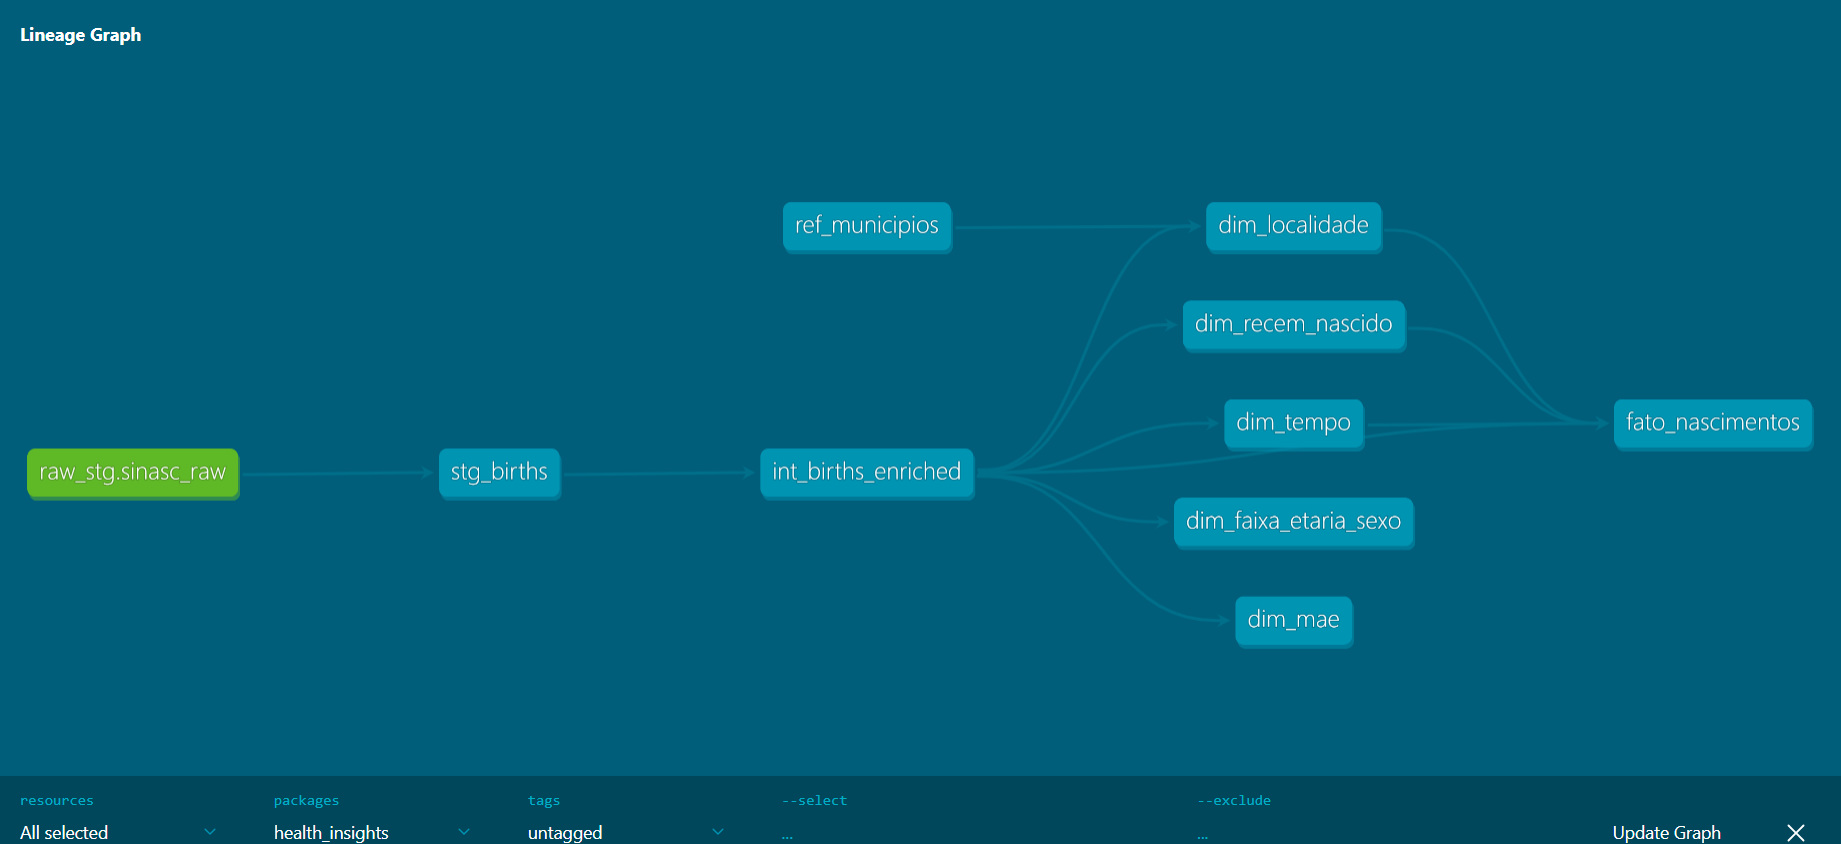 Lineage Graph
ref_municipios
dim_localidade
dim_recem_nascido
dim_tempo
fato_nascimentos
raw_stg.sinasc_raw
stg_births
int_births_enriched
dim_faixa_etaria_sexo
dim_mae
resources
packages
tags
--select
--exclude
All selected
health_insights
untagged
...
...
Update Graph